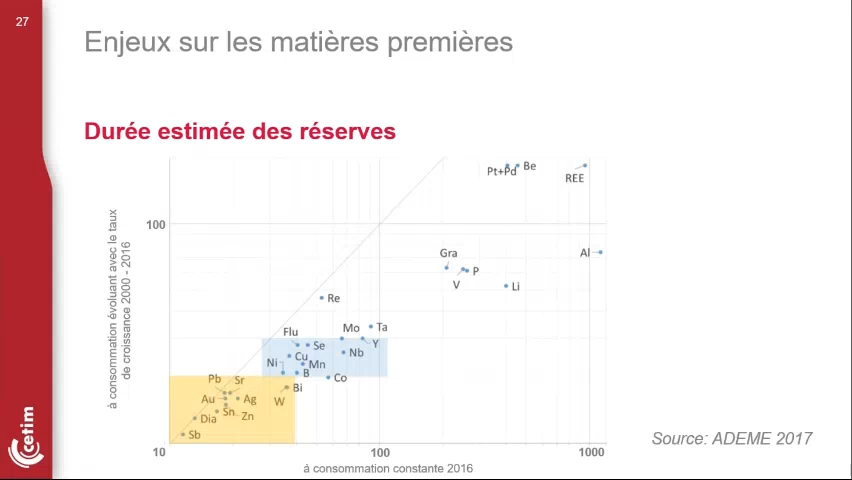 27
Enjeux sur les matières premières
Durée estimée des réserves
à consommation évoluant avec le taux
de croissance 2000 - 2016
100
Pt+Pd
Be
REE
Gra
Al
V
P
Li
Re
Flu
Mo
Ta
Se
Y
Ni
Cu
Mn
Nb
B
Co
Pb
Sr
W
Bi
Au
Ag
Dia
Sn
Zn
Sb
10
100
1000
à consommation constante 2016
Source: ADEME 2017
cetim